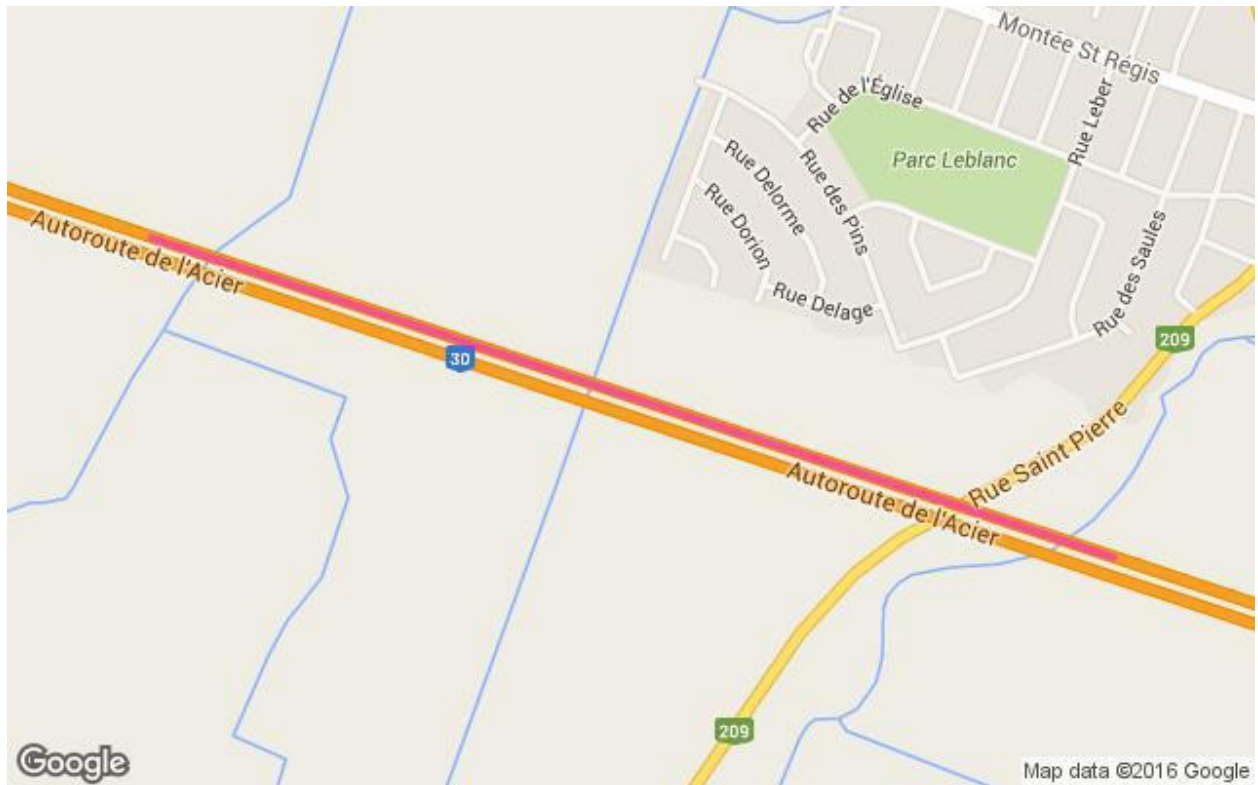 Montée St Régis
Rue de l'Église
Rue Leber
Parc Leblanc
Rue Delorme
Rue des Pins
Rue Dorion
Rue des Saules
Autoroute de l'Acier
Rue Delage
209
30
Rue Saint Pierre
Autoroute de l'Acier
209
Google
Map data ©2016 Google